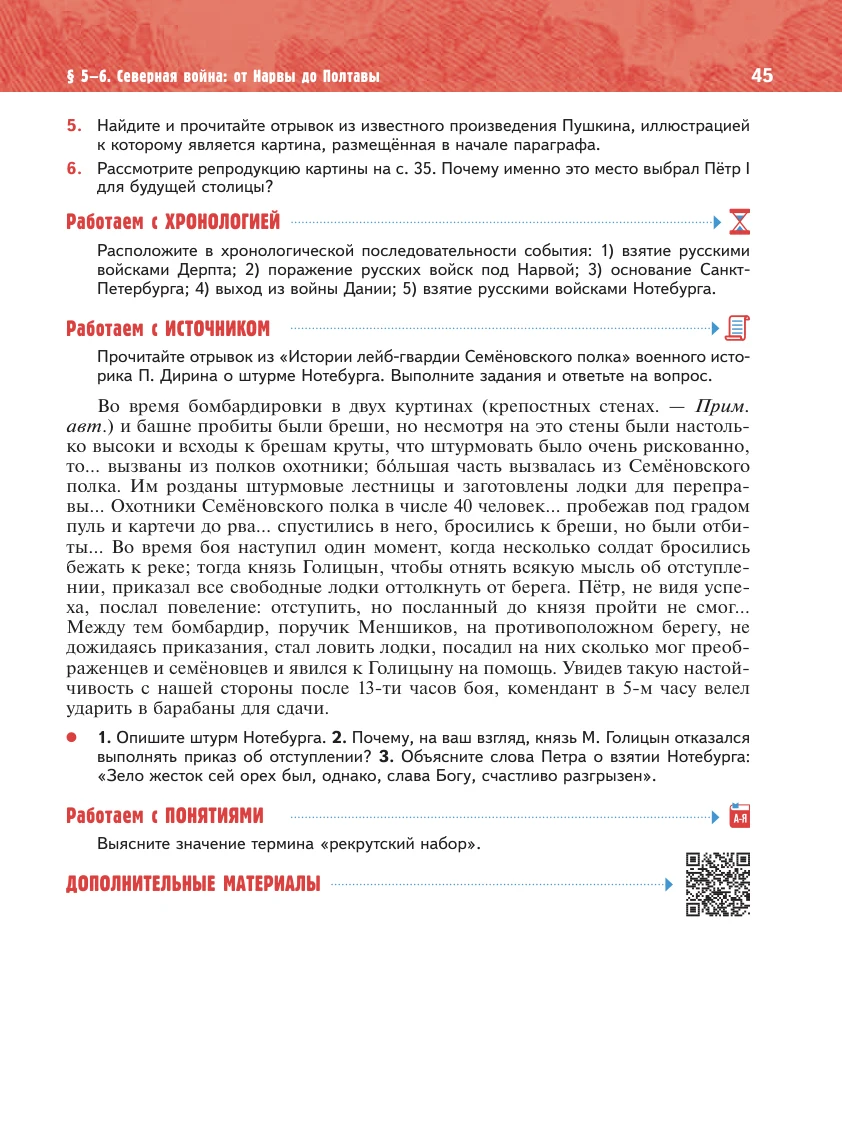 § 5–6. Северная война: от Нарвы до Полтавы
45
5. Найдите и прочитайте отрывок из известного произведения Пушкина, иллюстрацией
к которому является картина, размещённая в начале параграфа.
6. Рассмотрите репродукцию картины на с. 35. Почему именно это место выбрал Пётр I
для будущей столицы?
Работаем с ХРОНОЛОГИЕЙ
Расположите в хронологической последовательности события: 1) взятие русскими
войсками Дерпта; 2) поражение русских войск под Нарвой; 3) основание Санкт-
Петербурга; 4) выход из войны Дании; 5) взятие русскими войсками Нотебурга.
Работаем с ИСТОЧНИКОМ
Прочитайте отрывок из «Истории лейб-гвардии Семёновского полка» военного исто-
рика П. Дирина о штурме Нотебурга. Выполните задания и ответьте на вопрос.
Во время бомбардировки в двух куртинах (крепостных стенах. — Прим.
авт.) и башне пробиты были бреши, но несмотря на это стены были настоль-
ко высоки и всходы к брешам круты, что штурмовать было очень рискованно,
то... вызваны из полков охотники; бóльшая часть вызвалась из Семёновского
полка. Им розданы штурмовые лестницы и заготовлены лодки для перепра-
вы... Охотники Семёновского полка в числе 40 человек... пробежав под градом
пуль и картечи до рва... спустились в него, бросились к бреши, но были отби-
ты... Во время боя наступил один момент, когда несколько солдат бросились
бежать к реке; тогда князь Голицын, чтобы отнять всякую мысль об отступле-
нии, приказал все свободные лодки оттолкнуть от берега. Пётр, не видя успе-
ха, послал повеление: отступить, но посланный до князя пройти не смог...
Между тем бомбардир, поручик Меншиков, на противоположном берегу, не
дожидаясь приказания, стал ловить лодки, посадил на них сколько мог преоб-
раженцев и семёновцев и явился к Голицыну на помощь. Увидев такую настой-
чивость с нашей стороны после 13-ти часов боя, комендант в 5-м часу велел
ударить в барабаны для сдачи.
1. Опишите штурм Нотебурга. 2. Почему, на ваш взгляд, князь М. Голицын отказался
выполнять приказ об отступлении? 3. Объясните слова Петра о взятии Нотебурга:
«Зело жесток сей орех был, однако, слава Богу, счастливо разгрызен».
Работаем с ПОНЯТИЯМИ
А-Я
Выясните значение термина «рекрутский набор».
ДОПОЛНИТЕЛЬНЫЕ МАТЕРИАЛЫ